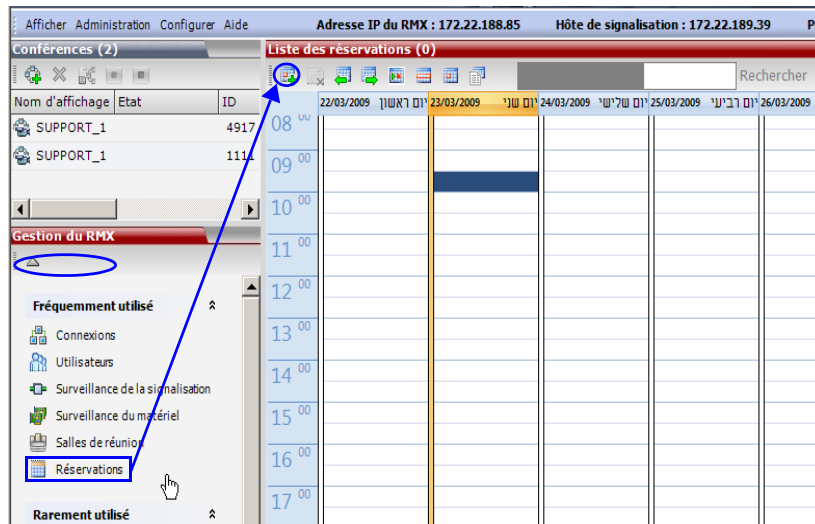 Afficher Administration Configurer Aide Adresse IP du RMX : 172.22.188.85 Hôte de signalisation : 172.22.189.39 P
Conférences (2)
Nom d'affichage Etat ID
SUPPORT_1 4917
SUPPORT_1 1111
Gestion du RMX
Fréquemment utilisé
Connexions
Utilisateurs
Surveillance de la signalisation
Surveillance du matériel
Salles de réunion
Réservations
Rarement utilisé
Liste des réservations (0)
Rechercher
22/03/2009 יום ראשון 23/03/2009 יום שני 24/03/2009 יום שלישי 25/03/2009 יום רביעי 26/03/2009
08 00
09 00
10 00
11 00
12 00
13 00
14 00
15 00
16 00
17 00